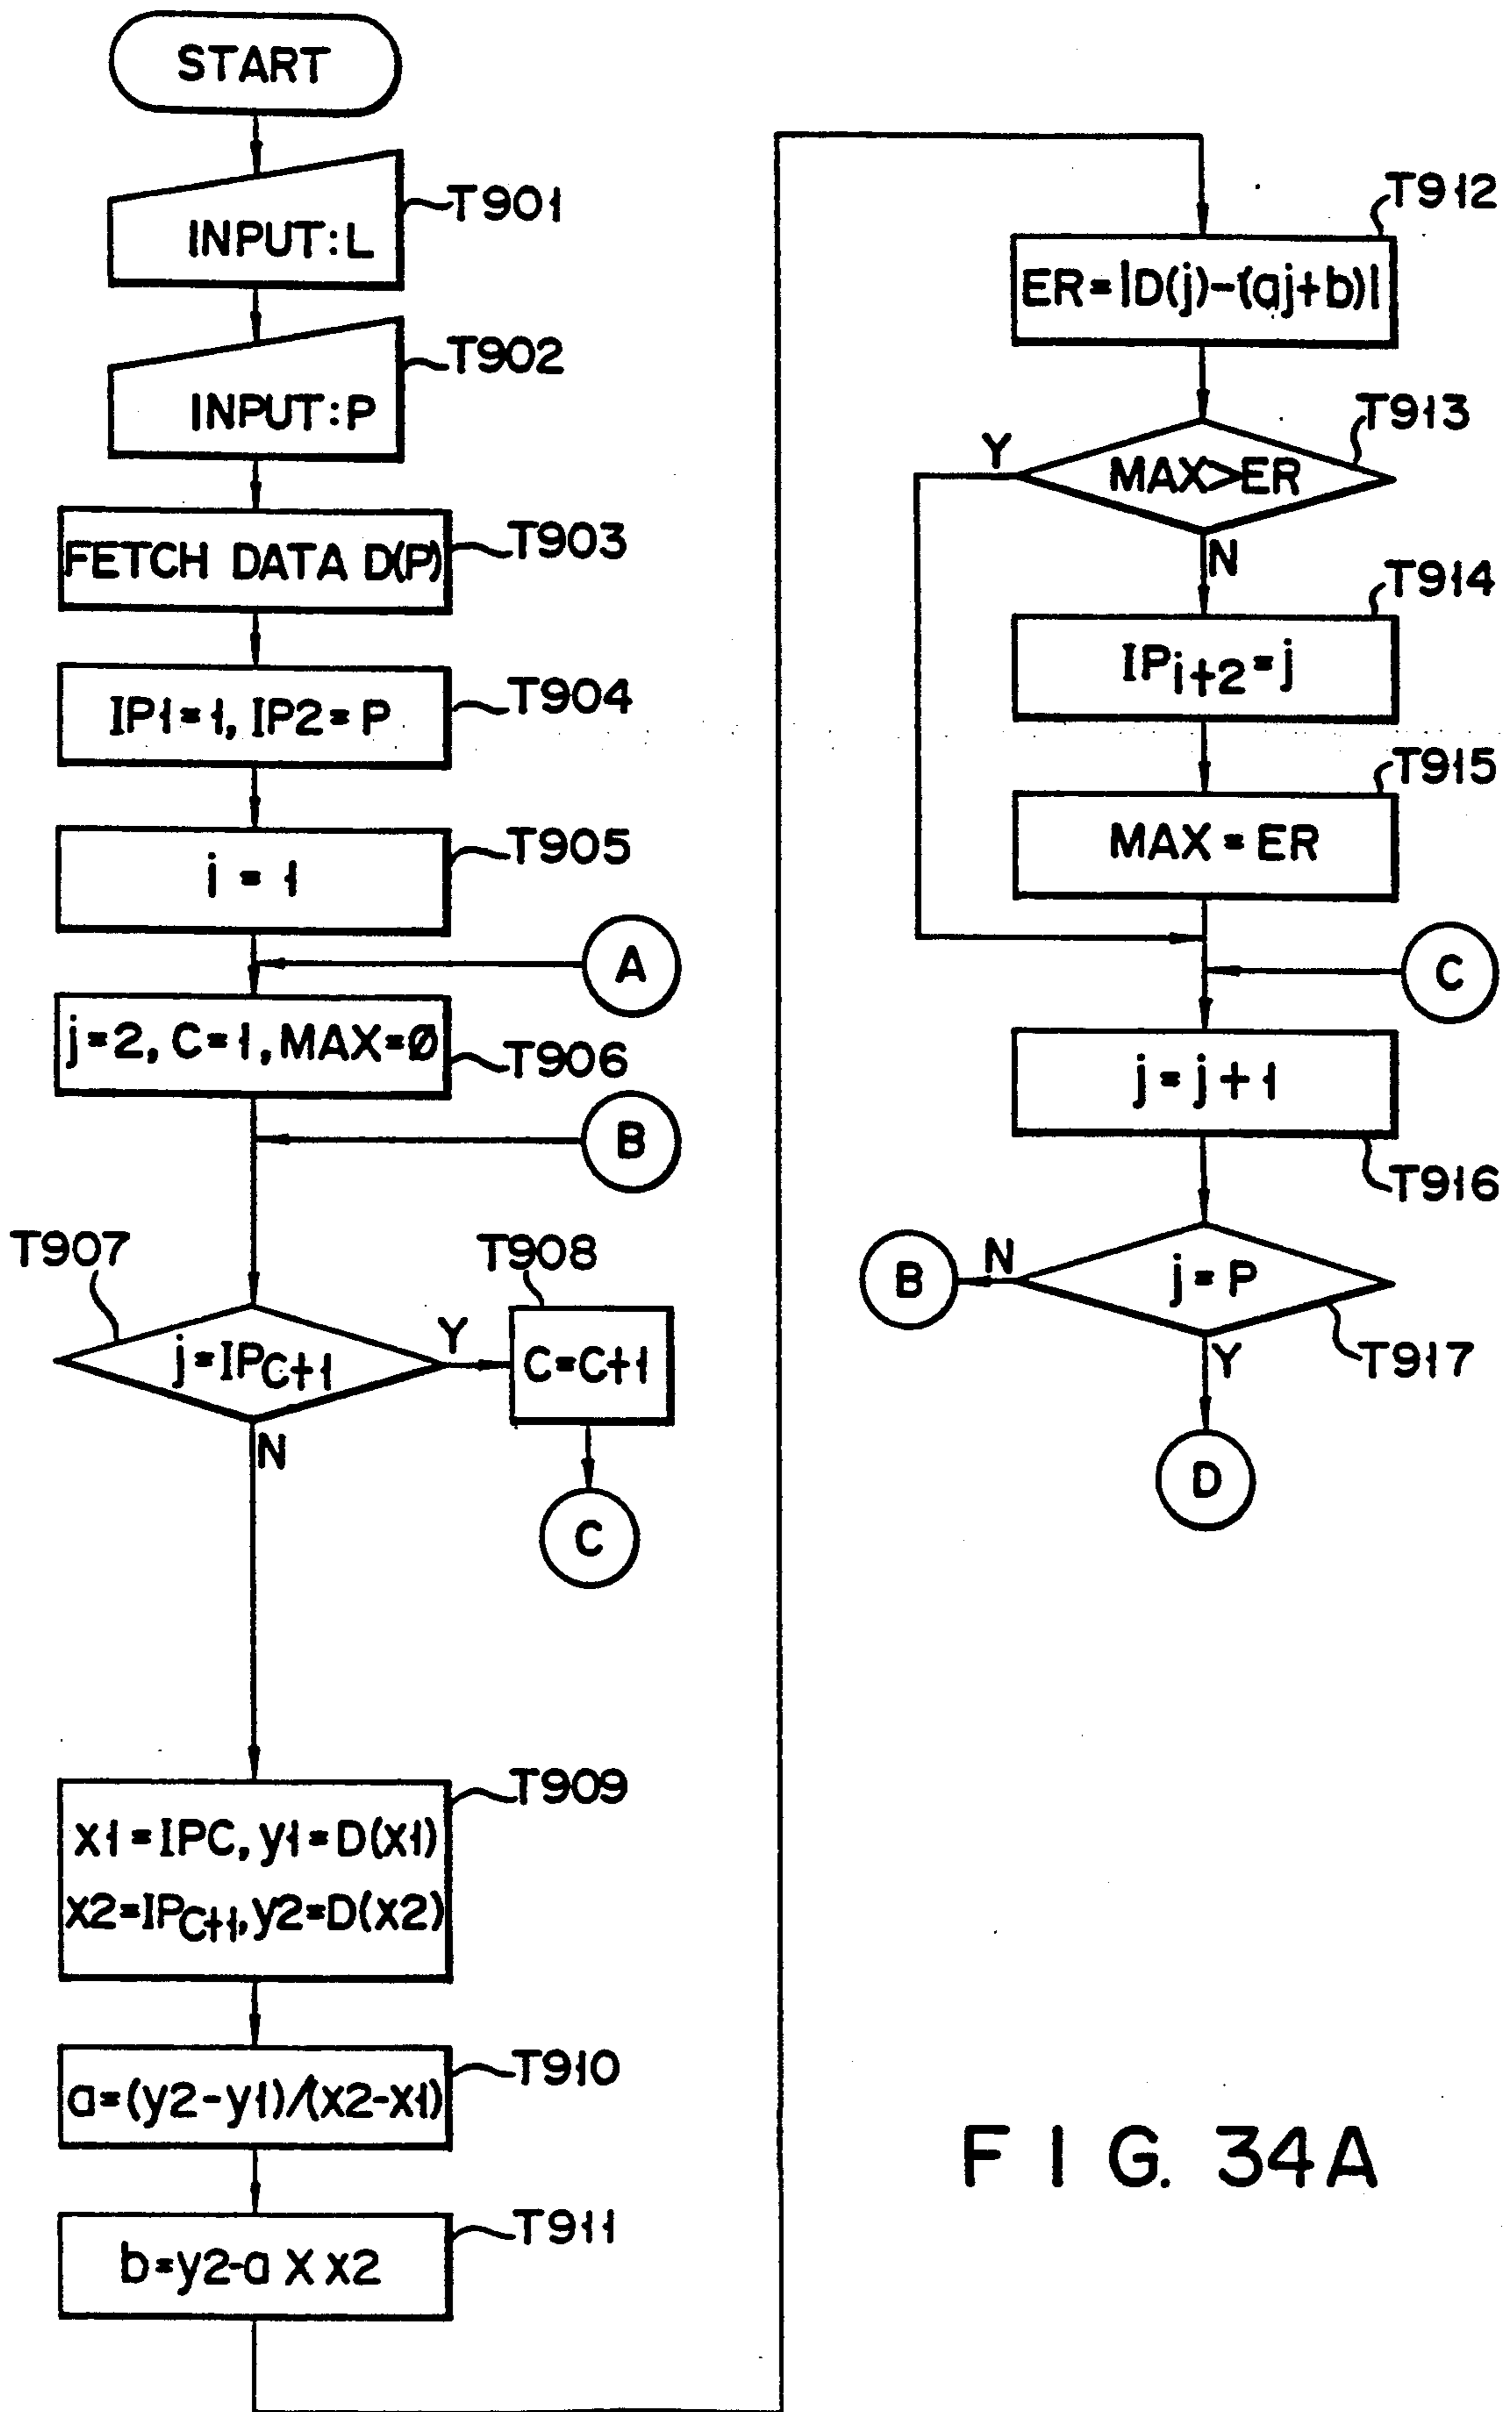 START
INPUT:L
T901
INPUT:P
T902
FETCH DATA D(P)
T903
IP1=1, IP2=P
T904
i = 1
T905
A
j=2, C=1, MAX=Ø
T906
B
T907
j=IPC+1
Y
N
T908
C=C+1
C
x1=IPC, y1=D(x1)
x2=IPC+1, y2=D(x2)
T909
a=(y2-y1)/(x2-x1)
T910
b=y2-a X x2
T911
T912
ER=|D(j)-(aj+b)|
T913
Y
MAX>ER
N
T914
IPi+2=j
T915
MAX = ER
C
j=j+1
T916
B
N
j=P
T917
Y
D
FIG. 34A